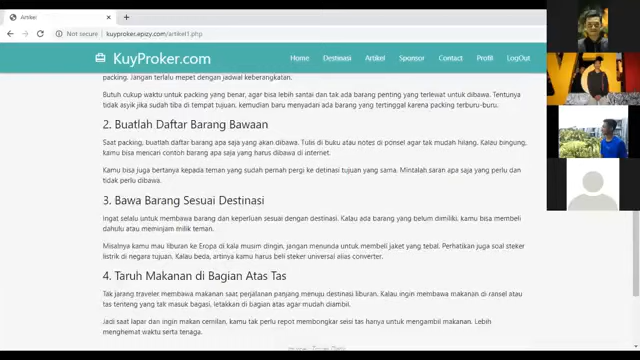 Artikel
Not secure | kuyproker.epizy.com/artikel1.php
KuyProker.com
Home Destinasi Artikel Sponsor Contact Profil LogOut
packing. Jangan terlalu mepet dengan jadwal keberangkatan.
Butuh cukup waktu untuk packing yang benar, agar bisa lebih santai dan tak ada barang penting yang terlewat untuk dibawa. Tentunya
tidak asyik jika sudah tiba di tempat tujuan, kemudian baru menyadari ada barang yang tertinggal karena packing terburu-buru.
2. Buatlah Daftar Barang Bawaan
Saat packing, buatlah daftar barang apa saja yang akan dibawa. Tulis di buku atau notes di ponsel agar tak mudah hilang. Kalau bingung,
kamu bisa mencari contoh barang apa saja yang harus dibawa di internet.
Kamu bisa juga bertanya kepada teman yang sudah pernah pergi ke detinasi tujuan yang sama. Mintalah saran apa saja yang perlu dan
tidak perlu dibawa.
3. Bawa Barang Sesuai Destinasi
Ingat selalu untuk membawa barang dan keperluan sesuai dengan destinasi. Kalau ada barang yang belum dimiliki, kamu bisa membeli
dahulu atau meminjam milik teman.
Misalnya kamu mau liburan ke Eropa di kala musim dingin, jangan menunda untuk membeli jaket yang tebal. Perhatikan juga soal steker
listrik di negara tujuan. Kalau beda, artinya kamu harus beli steker universal alias converter.
4. Taruh Makanan di Bagian Atas Tas
Tak jarang traveler membawa makanan saat perjalanan panjang menuju destinasi liburan. Kalau ingin membawa makanan di ransel atau
tas tenteng yang tak masuk bagasi, letakkan di bagian atas agar mudah diambil.
Jadi saat lapar dan ingin makan cemilan, kamu tak perlu repot membongkar seisi tas hanya untuk mengambil makanan. Lebih
menghemat waktu serta tenaga.